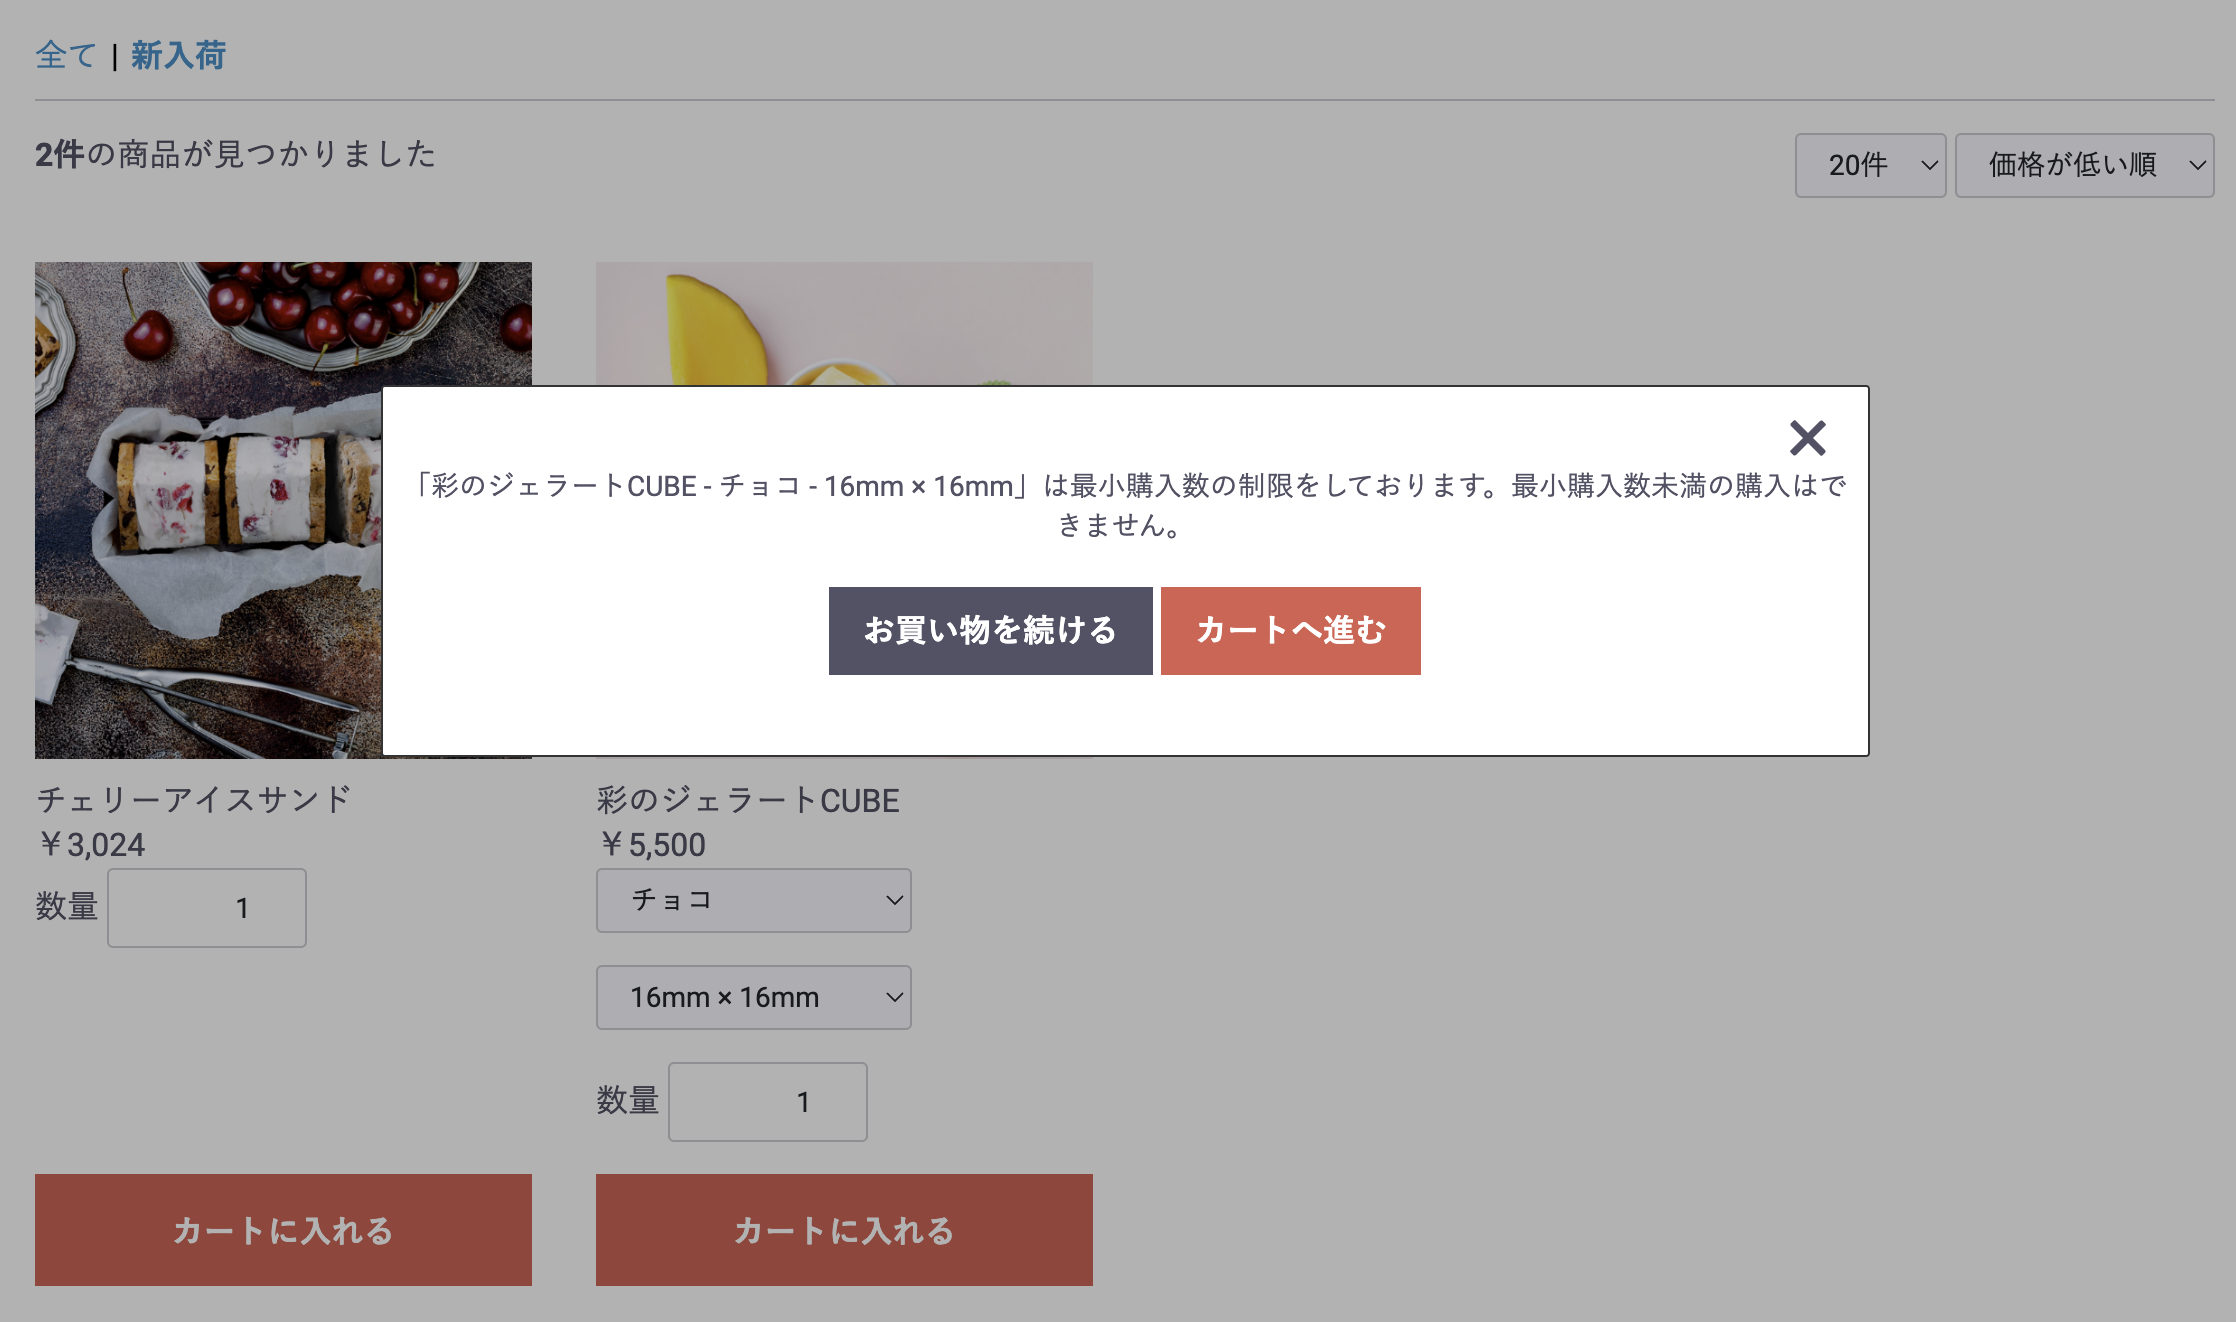 全て | 新入荷
2件の商品が見つかりました
20件
価格が低い順
「彩のジェラートCUBE - チョコ - 16mm × 16mm」は最小購入数の制限をしております。最小購入数未満の購入はで
きません。
お買い物を続ける
カートへ進む
チェリーアイスサンド
￥3,024
数量 1
カートに入れる
彩のジェラートCUBE
￥5,500
チョコ
16mm × 16mm
数量 1
カートに入れる